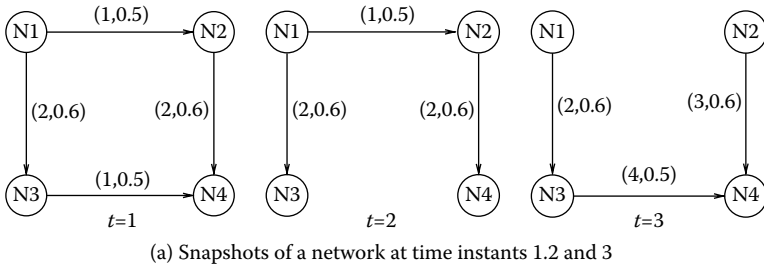 N1 (1,0.5) N2
(2,0.6) (2,0.6)
N3 (1,0.5) N4
t=1
N1 (1,0.5) N2
(2,0.6) (2,0.6)
N3 N4
t=2
N1 N2
(2,0.6) (3,0.6)
N3 (4,0.5) N4
t=3
(a) Snapshots of a network at time instants 1.2 and 3